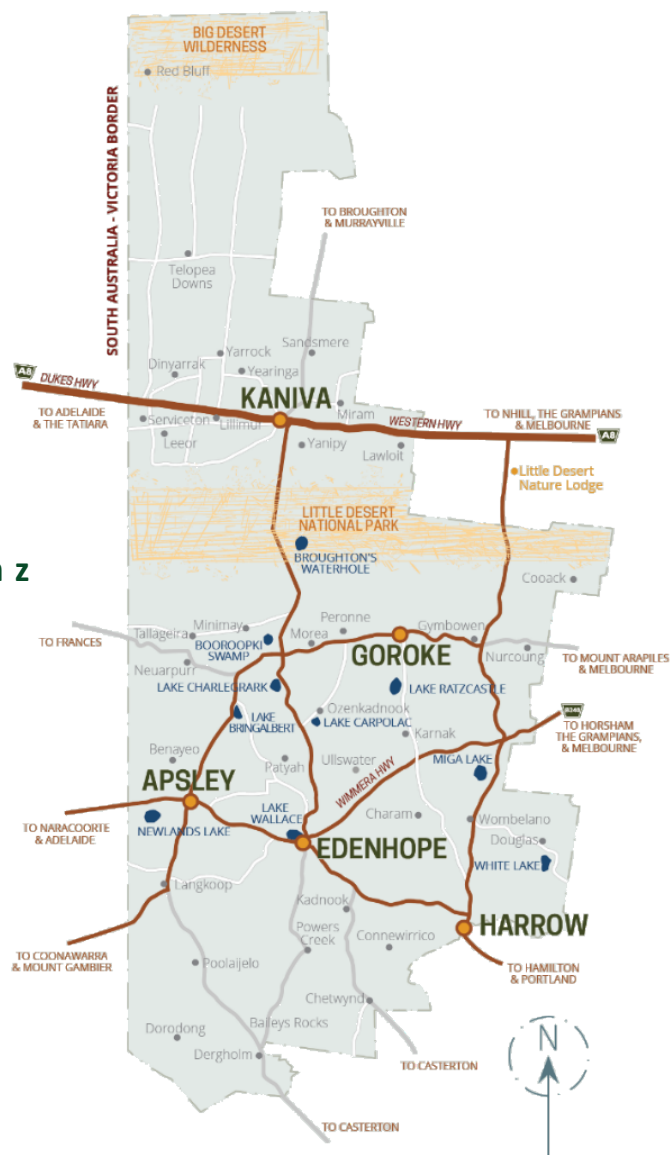 BIG DESERT
WILDERNESS
Red Bluff
SOUTH AUSTRALIA - VICTORIA BORDER
TO BROUGHTON
& MURRAYVILLE
Telopea
Downs
Sandsmere
Yarrock
Dinyarrak
Yearinga
A8
DUKES HWY
KANIVA
TO ADELAIDE
& THE TATIARA
Serviceton
Lillimur
Miram
WESTERN HWY
TO NHILL, THE GRAMPIANS
& MELBOURNE
A8
Leeor
Yanipy
Lawloit
Little Desert
Nature Lodge
LITTLE DESERT
NATIONAL PARK
BROUGHTON'S
WATERHOLE
n z
Cooack
Peronne
Minimay
Tallageira
Morea
Gymbowen
TO FRANCES
BOOROOPKI
SWAMP
GOROKE
Nurcoung
Neuarpurr
TO MOUNT ARAPILES
& MELBOURNE
LAKE CHARLEGRARK
LAKE RATZCASTLE
LAKE
BRINGALBERT
Ozenkadnook
LAKE CARPOLAC
Karnak
B240
TO HORSHAM
THE GRAMPIANS,
& MELBOURNE
Benayeo
Patyah
Ullswater
MIGA LAKE
APSLEY
WIMMERA HWY
LAKE
WALLACE
Charam
Wombelano
TO NARACOORTE
& ADELAIDE
NEWLANDS LAKE
EDENHOPE
Douglas
WHITE LAKE
Langkoop
Kadnook
HARROW
Powers
Creek
Connewirrico
TO COONAWARRA
& MOUNT GAMBIER
Poolaijelo
TO HAMILTON
& PORTLAND
Chetwynd
Dorodong
Baileys Rocks
Dergholm
N
TO CASTERTON
TO CASTERTON